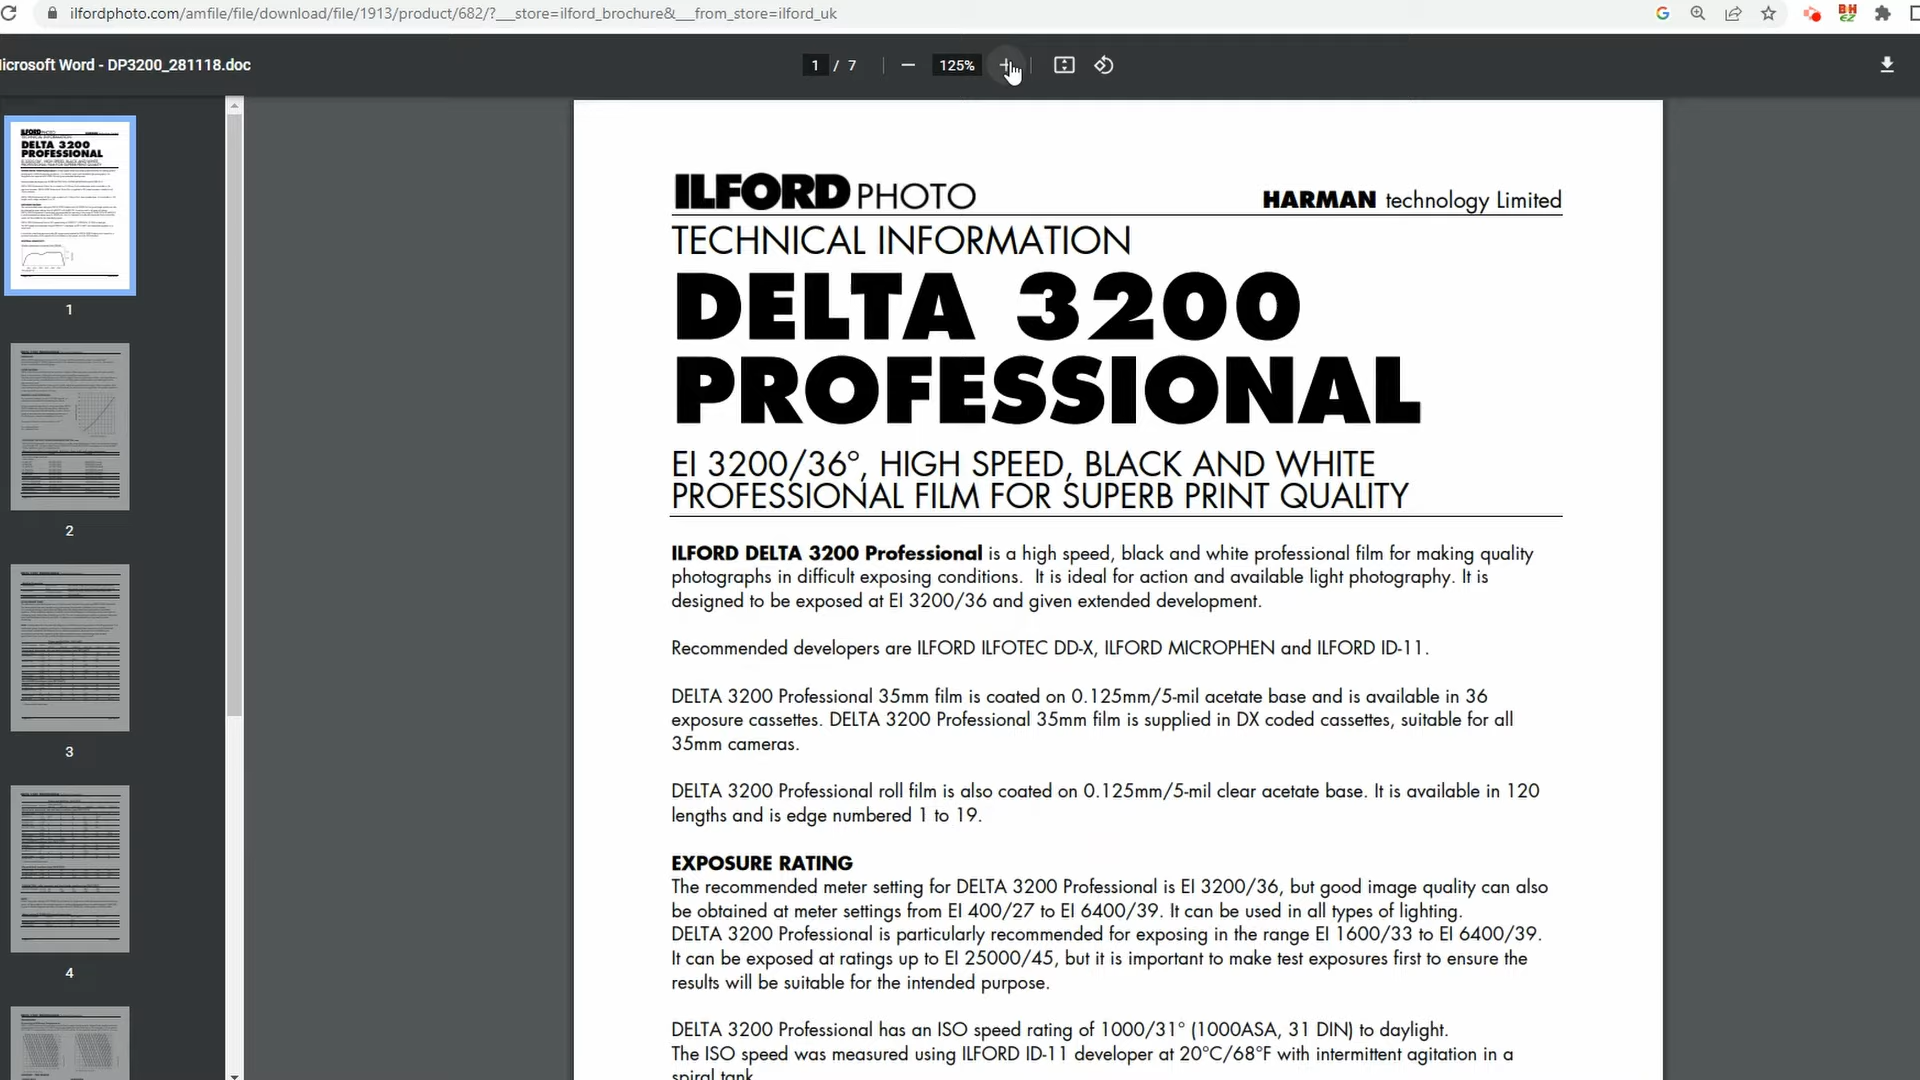 ilfordphoto.com/amfile/file/download/file/1913/product/682/?___store=ilford_brochure&___from_store=ilford_uk
icrosoft Word - DP3200_281118.doc
1 / 7
125%
DELTA 3200
PROFESSIONAL
1
2
3
4
ILFORD PHOTO
HARMAN technology Limited
TECHNICAL INFORMATION
DELTA 3200
PROFESSIONAL
EI 3200/36º, HIGH SPEED, BLACK AND WHITE
PROFESSIONAL FILM FOR SUPERB PRINT QUALITY
ILFORD DELTA 3200 Professional is a high speed, black and white professional film for making quality
photographs in difficult exposing conditions.  It is ideal for action and available light photography. It is
designed to be exposed at EI 3200/36 and given extended development.
Recommended developers are ILFORD ILFOTEC DD-X, ILFORD MICROPHEN and ILFORD ID-11.
DELTA 3200 Professional 35mm film is coated on 0.125mm/5-mil acetate base and is available in 36
exposure cassettes. DELTA 3200 Professional 35mm film is supplied in DX coded cassettes, suitable for all
35mm cameras.
DELTA 3200 Professional roll film is also coated on 0.125mm/5-mil clear acetate base. It is available in 120
lengths and is edge numbered 1 to 19.
EXPOSURE RATING
The recommended meter setting for DELTA 3200 Professional is EI 3200/36, but good image quality can also
be obtained at meter settings from EI 400/27 to EI 6400/39. It can be used in all types of lighting.
DELTA 3200 Professional is particularly recommended for exposing in the range EI 1600/33 to EI 6400/39.
It can be exposed at ratings up to EI 25000/45, but it is important to make test exposures first to ensure the
results will be suitable for the intended purpose.
DELTA 3200 Professional has an ISO speed rating of 1000/31° (1000ASA, 31 DIN) to daylight.
The ISO speed was measured using ILFORD ID-11 developer at 20°C/68°F with intermittent agitation in a
spiral tank